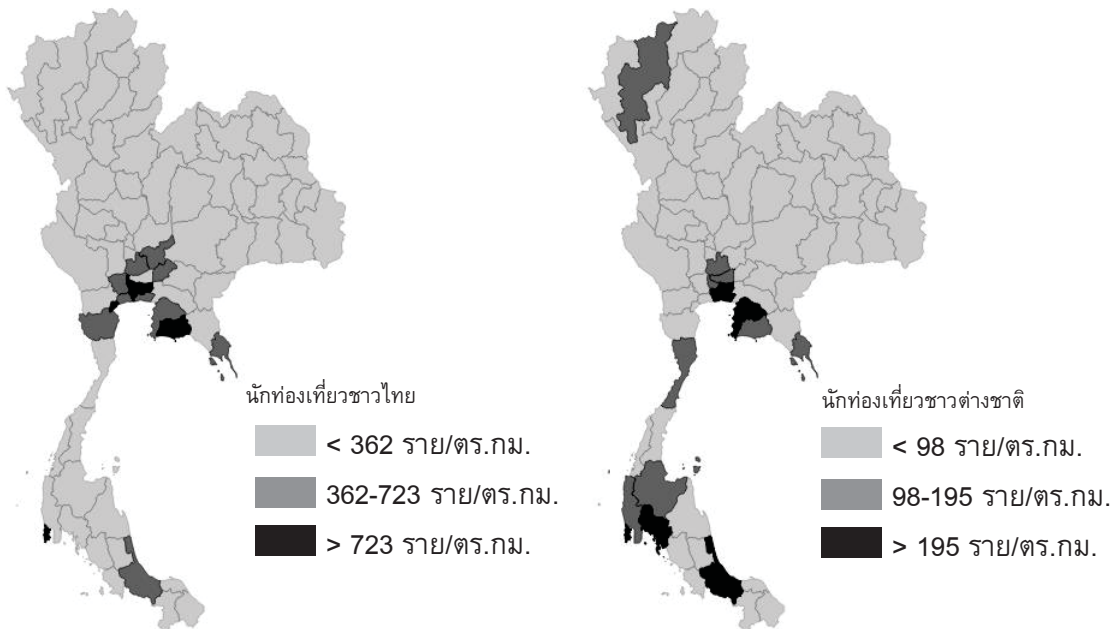 นักท่องเที่ยวชาวไทย
< 362 ราย/ตร.กม.
362-723 ราย/ตร.กม.
> 723 ราย/ตร.กม.
นักท่องเที่ยวชาวต่างชาติ
< 98 ราย/ตร.กม.
98-195 ราย/ตร.กม.
> 195 ราย/ตร.กม.